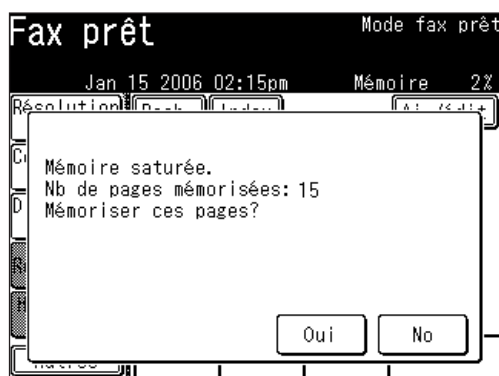 Fax prêt
Mode fax prêt
Jan 15 2006 02:15pm
Mémoire 2%
Résolution
Mémoire saturée.
Nb de pages mémorisées: 15
Mémoriser ces pages?
Oui
No